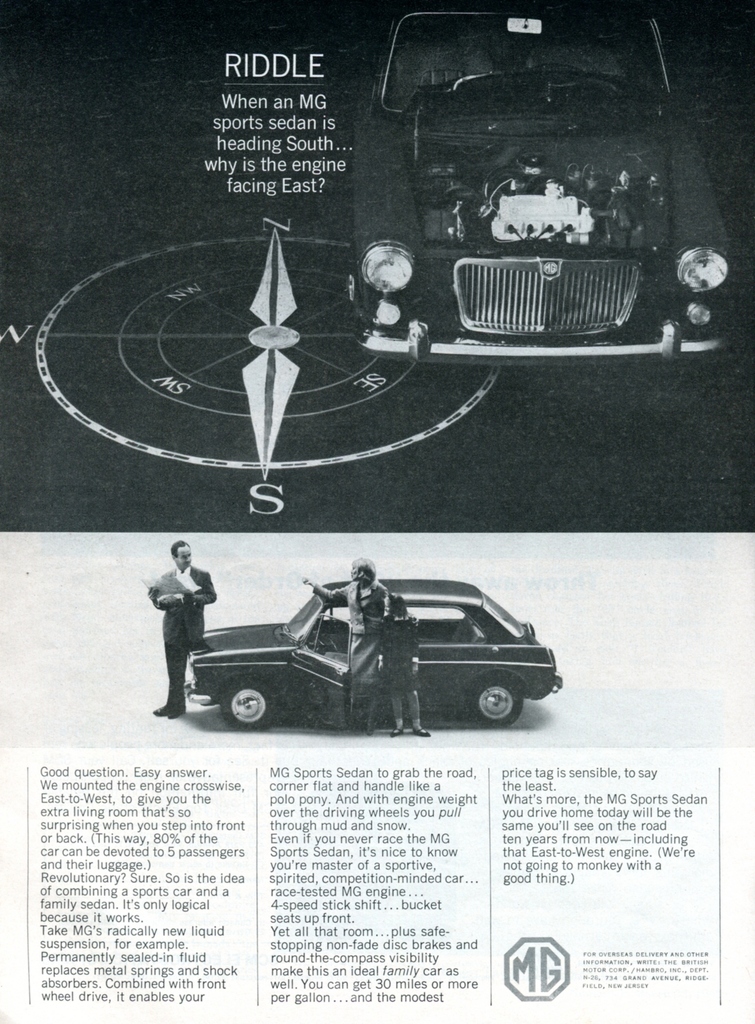 RIDDLE
When an MG
sports sedan is
heading South...
why is the engine
facing East?
MG
N
NW
W
SW
SE
S
Good question. Easy answer.
We mounted the engine crosswise,
East-to-West, to give you the
extra living room that's so
surprising when you step into front
or back. (This way, 80% of the
car can be devoted to 5 passengers
and their luggage.)
Revolutionary? Sure. So is the idea
of combining a sports car and a
family sedan. It's only logical
because it works.
Take MG's radically new liquid
suspension, for example.
Permanently sealed-in fluid
replaces metal springs and shock
absorbers. Combined with front
wheel drive, it enables your
MG Sports Sedan to grab the road,
corner flat and handle like a
polo pony. And with engine weight
over the driving wheels you pull
through mud and snow.
Even if you never race the MG
Sports Sedan, it's nice to know
you're master of a sportive,
spirited, competition-minded car...
race-tested MG engine...
4-speed stick shift...bucket
seats up front.
Yet all that room...plus safe-
stopping non-fade disc brakes and
round-the-compass visibility
make this an ideal family car as
well. You can get 30 miles or more
per gallon...and the modest
price tag is sensible, to say
the least.
What's more, the MG Sports Sedan
you drive home today will be the
same you'll see on the road
ten years from now—including
that East-to-West engine. (We're
not going to monkey with a
good thing.)
MG
FOR OVERSEAS DELIVERY AND OTHER
INFORMATION, WRITE: THE BRITISH
MOTOR CORP./HAMBRO, INC., DEPT.
N-26, 734 GRAND AVENUE, RIDGE-
FIELD, NEW JERSEY